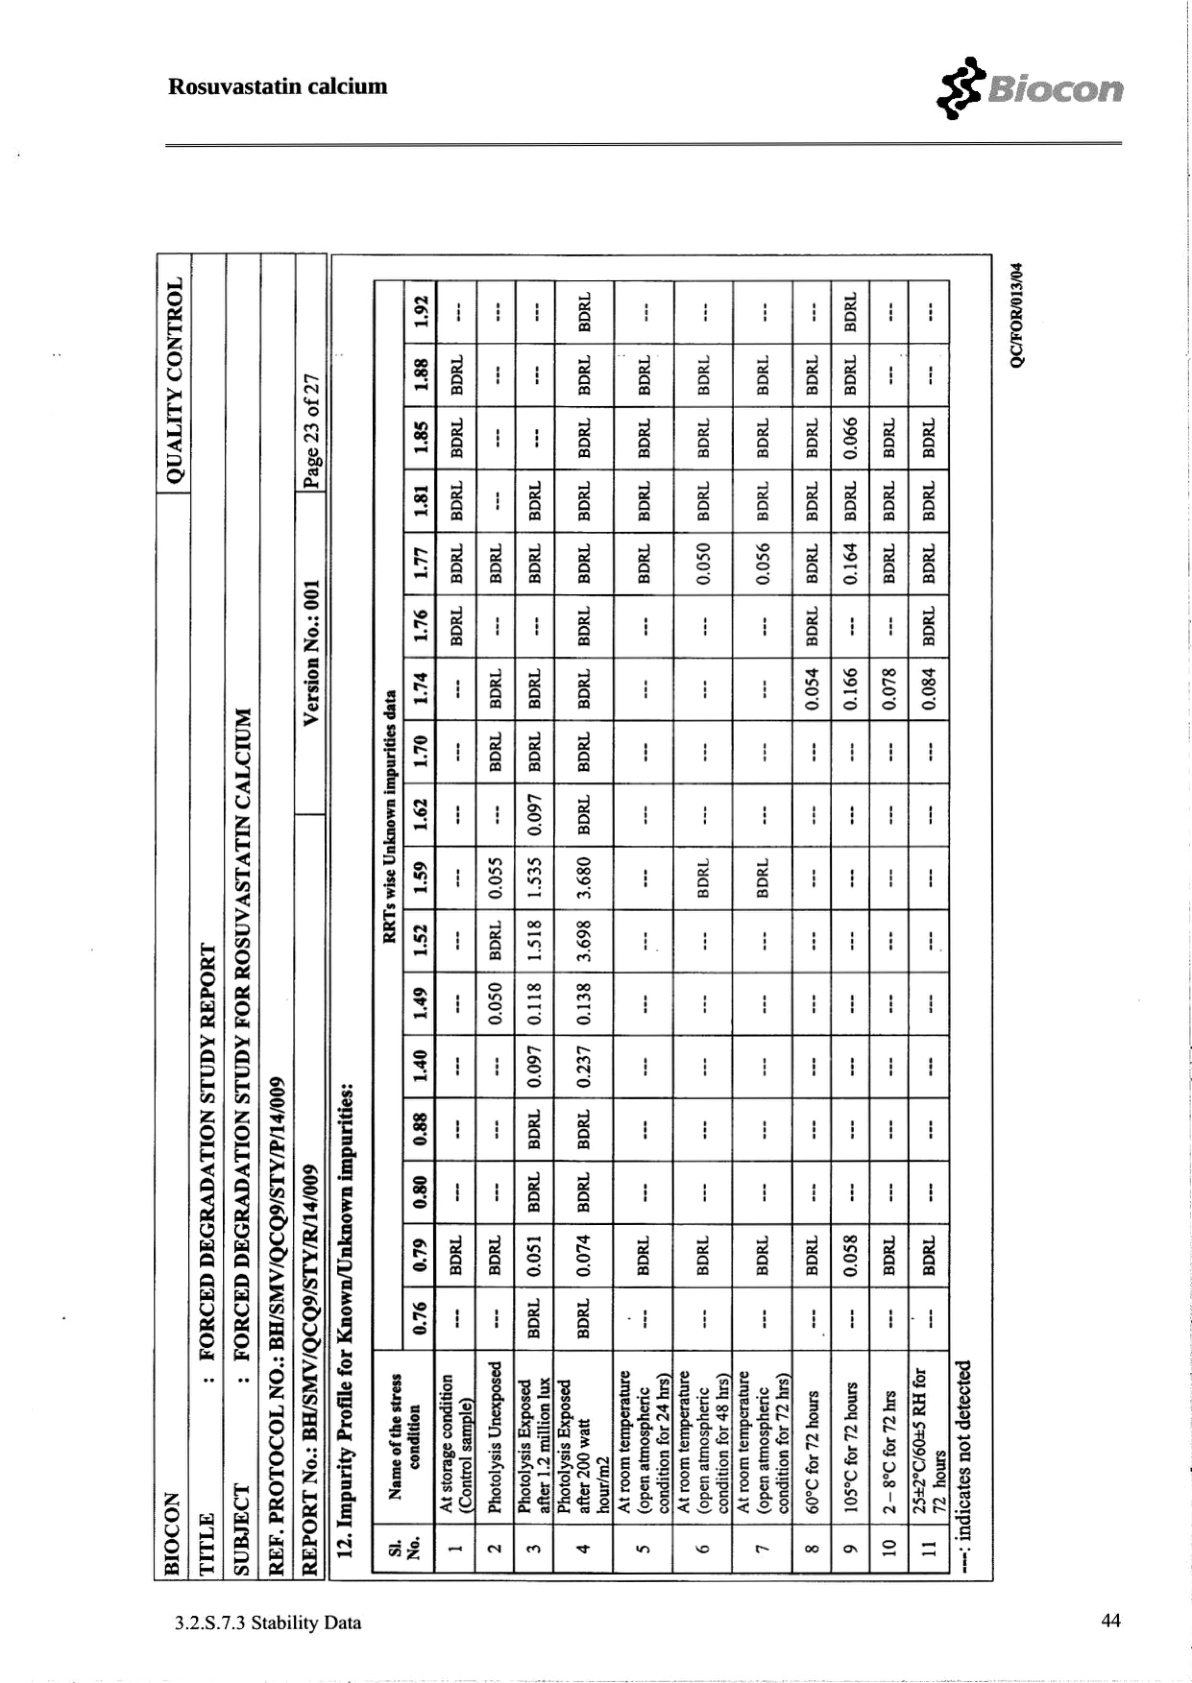 Rosuvastatin calcium
Biocon
BIOCON QUALITY CONTROL
TITLE : FORCED DEGRADATION STUDY REPORT
SUBJECT : FORCED DEGRADATION STUDY FOR ROSUVASTATIN CALCIUM
REF. PROTOCOL NO.: BH/SMV/QCQ9/STY/P/14/009
REPORT No.: BH/SMV/QCQ9/STY/R/14/009 Version No.: 001 Page 23 of 27
12. Impurity Profile for Known/Unknown impurities:
Sl. No. Name of the stress condition RRTs wise Unknown impurities data
0.76 0.79 0.80 0.88 1.40 1.49 1.52 1.59 1.62 1.70 1.74 1.76 1.77 1.81 1.85 1.88 1.92
1 At storage condition (Control sample) --- BDRL --- --- --- --- --- --- --- --- --- BDRL BDRL BDRL BDRL BDRL ---
2 Photolysis Unexposed --- BDRL --- --- --- 0.050 BDRL 0.055 --- BDRL BDRL --- BDRL --- --- --- ---
3 Photolysis Exposed after 1.2 million lux BDRL 0.051 BDRL BDRL 0.097 0.118 1.518 1.535 0.097 BDRL BDRL --- BDRL BDRL --- --- ---
4 Photolysis Exposed after 200 watt hour/m2 BDRL 0.074 BDRL BDRL 0.237 0.138 3.698 3.680 BDRL BDRL BDRL BDRL BDRL BDRL BDRL BDRL BDRL
5 At room temperature (open atmospheric condition for 24 hrs) --- BDRL --- --- --- --- --- --- --- --- --- --- BDRL BDRL BDRL BDRL ---
6 At room temperature (open atmospheric condition for 48 hrs) --- BDRL --- --- --- --- --- BDRL --- --- --- --- 0.050 BDRL BDRL BDRL ---
7 At room temperature (open atmospheric condition for 72 hrs) --- BDRL --- --- --- --- --- BDRL --- --- --- --- 0.056 BDRL BDRL BDRL ---
8 60°C for 72 hours --- BDRL --- --- --- --- --- --- --- --- 0.054 BDRL BDRL BDRL BDRL BDRL ---
9 105°C for 72 hours --- 0.058 --- --- --- --- --- --- --- --- 0.166 --- 0.164 BDRL 0.066 BDRL BDRL
10 2 – 8°C for 72 hrs --- BDRL --- --- --- --- --- --- --- --- 0.078 --- BDRL BDRL BDRL --- ---
11 25±2°C/60±5 RH for 72 hours --- BDRL --- --- --- --- --- --- --- --- 0.084 BDRL BDRL BDRL BDRL --- ---
---: indicates not detected
QC/FOR/013/04
3.2.S.7.3 Stability Data 44